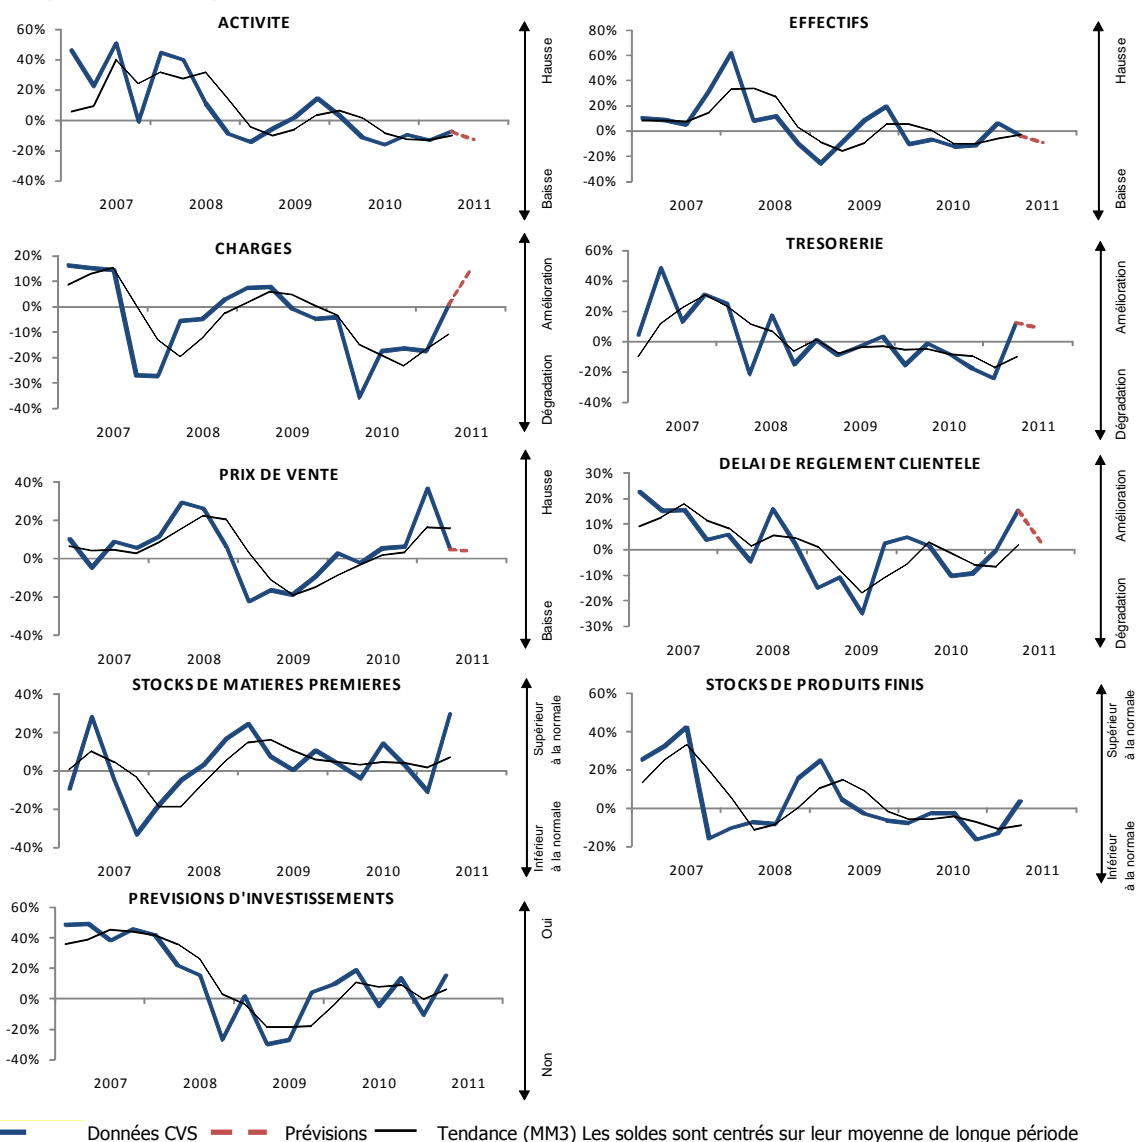 ACTIVITE
60%
40%
20%
0%
-20%
-40%
2007 2008 2009 2010 2011
Hausse
Baisse
EFFECTIFS
80%
60%
40%
20%
0%
-20%
-40%
2007 2008 2009 2010 2011
Hausse
Baisse
CHARGES
20%
10%
0%
-10%
-20%
-30%
-40%
2007 2008 2009 2010 2011
Amélioration
Dégradation
TRESORERIE
60%
40%
20%
0%
-20%
-40%
2007 2008 2009 2010 2011
Amélioration
Dégradation
PRIX DE VENTE
40%
20%
0%
-20%
-40%
2007 2008 2009 2010 2011
Hausse
Baisse
DELAI DE REGLEMENT CLIENTELE
30%
20%
10%
0%
-10%
-20%
-30%
2007 2008 2009 2010 2011
Amélioration
Dégradation
STOCKS DE MATIERES PREMIERES
40%
20%
0%
-20%
-40%
2007 2008 2009 2010 2011
Supérieur
à la normale
Inférieur
à la normale
STOCKS DE PRODUITS FINIS
60%
40%
20%
0%
-20%
2007 2008 2009 2010 2011
Supérieur
à la normale
Inférieur
à la normale
PREVISIONS D'INVESTISSEMENTS
60%
40%
20%
0%
-20%
-40%
2007 2008 2009 2010 2011
Oui
Non
Données CVS Prévisions Tendance (MM3) Les soldes sont centrés sur leur moyenne de longue période